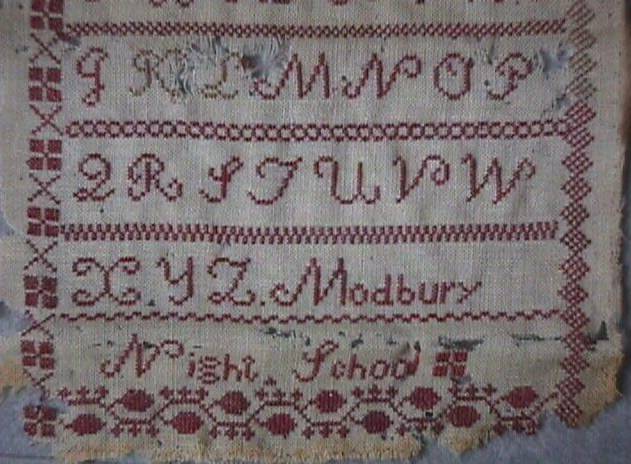 J K L M N O P
Q R S T U V W
X Y Z. Modbury
Night School